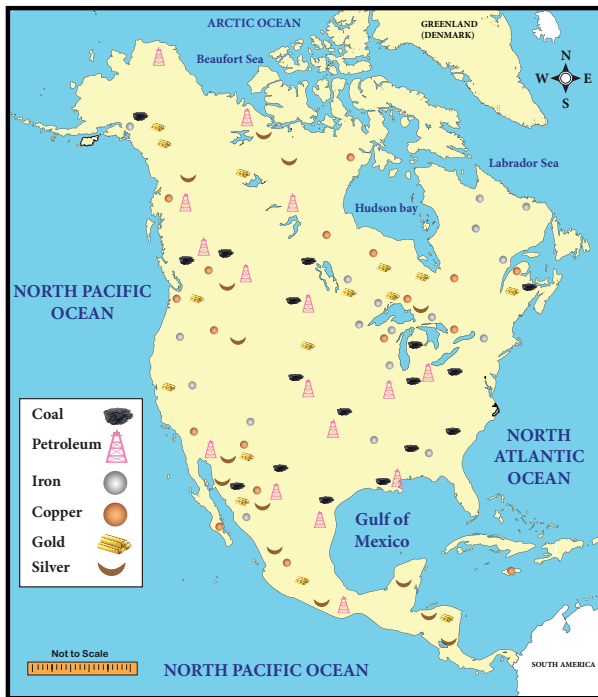 ARCTIC OCEAN
GREENLAND
(DENMARK)
Beaufort Sea
N
W
E
S
Labrador Sea
Hudson bay
NORTH PACIFIC
OCEAN
Coal
Petroleum
Iron
Copper
Gold
Silver
NORTH
ATLANTIC
OCEAN
Gulf of
Mexico
Not to Scale
NORTH PACIFIC OCEAN
SOUTH AMERICA